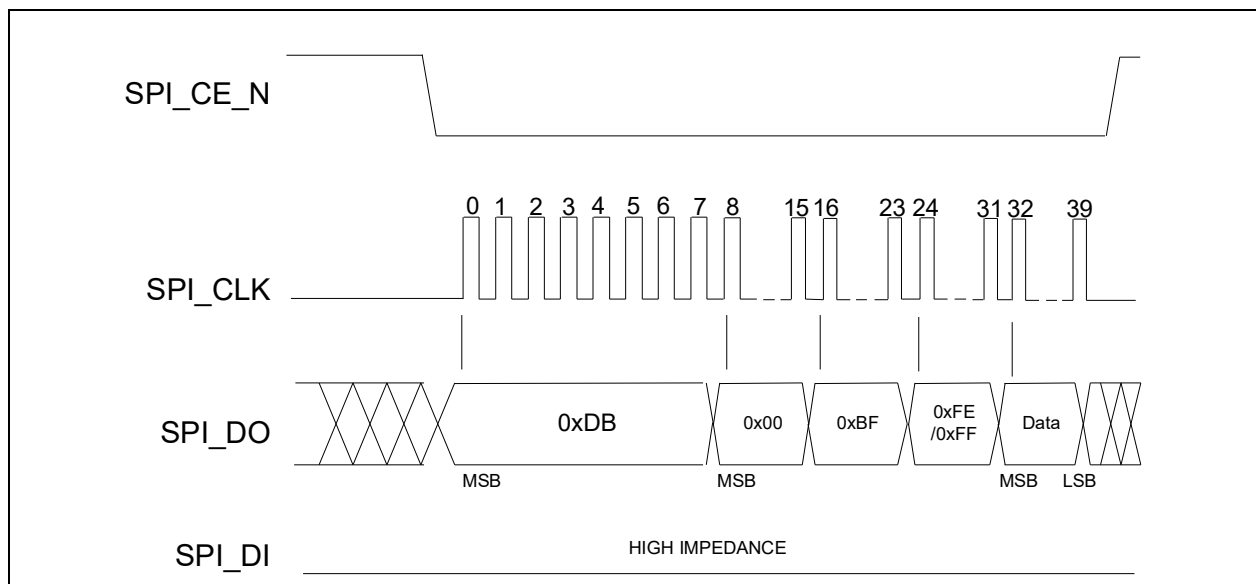 SPI_CE_N
0 1 2 3 4 5 6 7 8 15 16 23 24 31 32 39
SPI_CLK
SPI_DO
0xDB
0x00
0xBF
0xFE
/0xFF
Data
MSB MSB MSB LSB
SPI_DI
HIGH IMPEDANCE